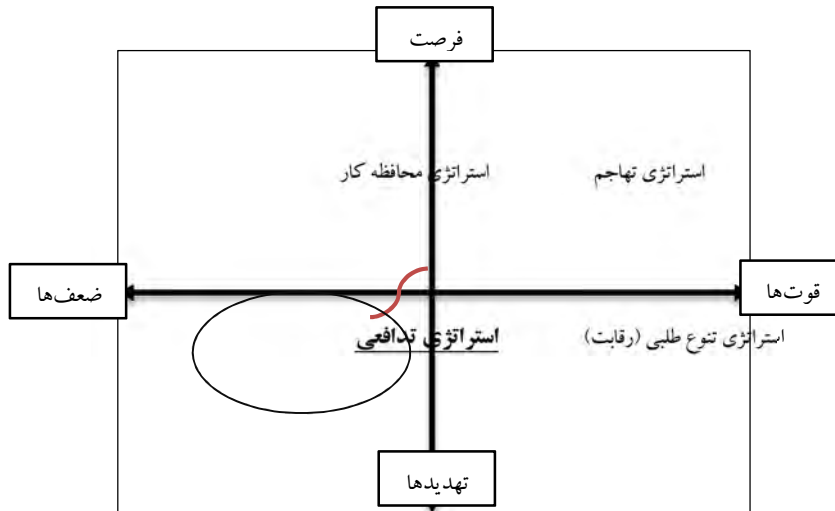 فرصت
استراتژی تهاجم
استراتژی محافظه کار
قوت‌ها
ضعف‌ها
استراتژی تنوع طلبی (رقابت)
استراتژی تدافعی
تهدیدها